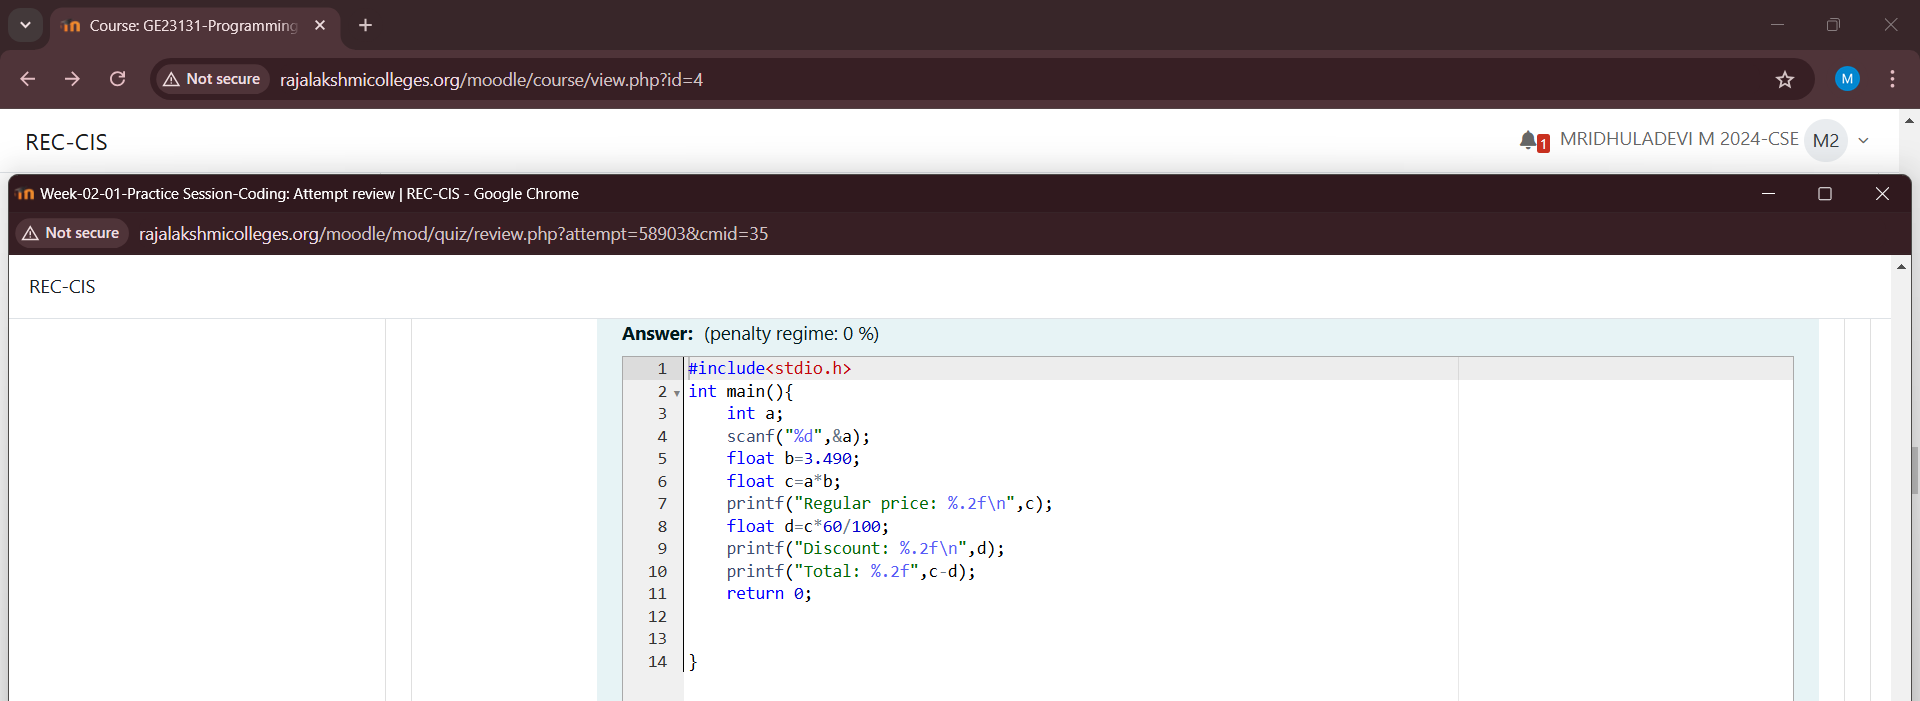 Course: GE23131-Programming
Not secure rajalakshmicolleges.org/moodle/course/view.php?id=4 M
REC-CIS 1 MRIDHULADEVI M 2024-CSE M2
Week-02-01-Practice Session-Coding: Attempt review | REC-CIS - Google Chrome
Not secure rajalakshmicolleges.org/moodle/mod/quiz/review.php?attempt=58903&cmid=35
REC-CIS
Answer: (penalty regime: 0 %)
1 #include<stdio.h>
2 int main(){
3 int a;
4 scanf("%d",&a);
5 float b=3.490;
6 float c=a*b;
7 printf("Regular price: %.2f\n",c);
8 float d=c*60/100;
9 printf("Discount: %.2f\n",d);
10 printf("Total: %.2f",c-d);
11 return 0;
12
13
14 }